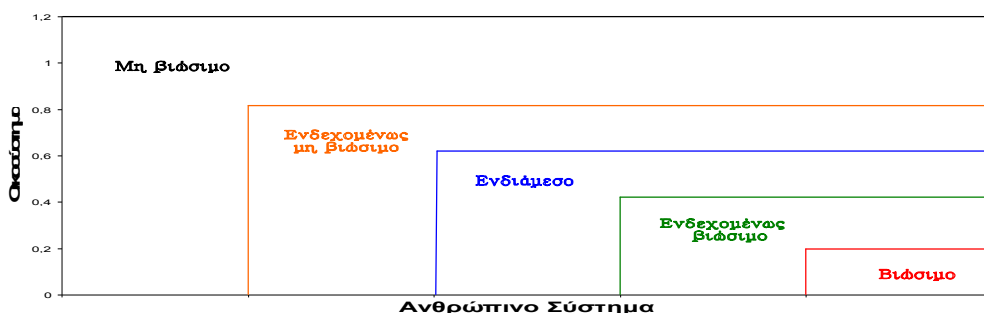 1,2
1
0,8
0,6
0,4
0,2
0
Μη βιώσιμο
Ενδεχομένως
μη βιώσιμο
Ενδιάμεσο
Ενδεχομένως
βιώσιμο
Βιώσιμο
Ανθρώπινο Σύστημα